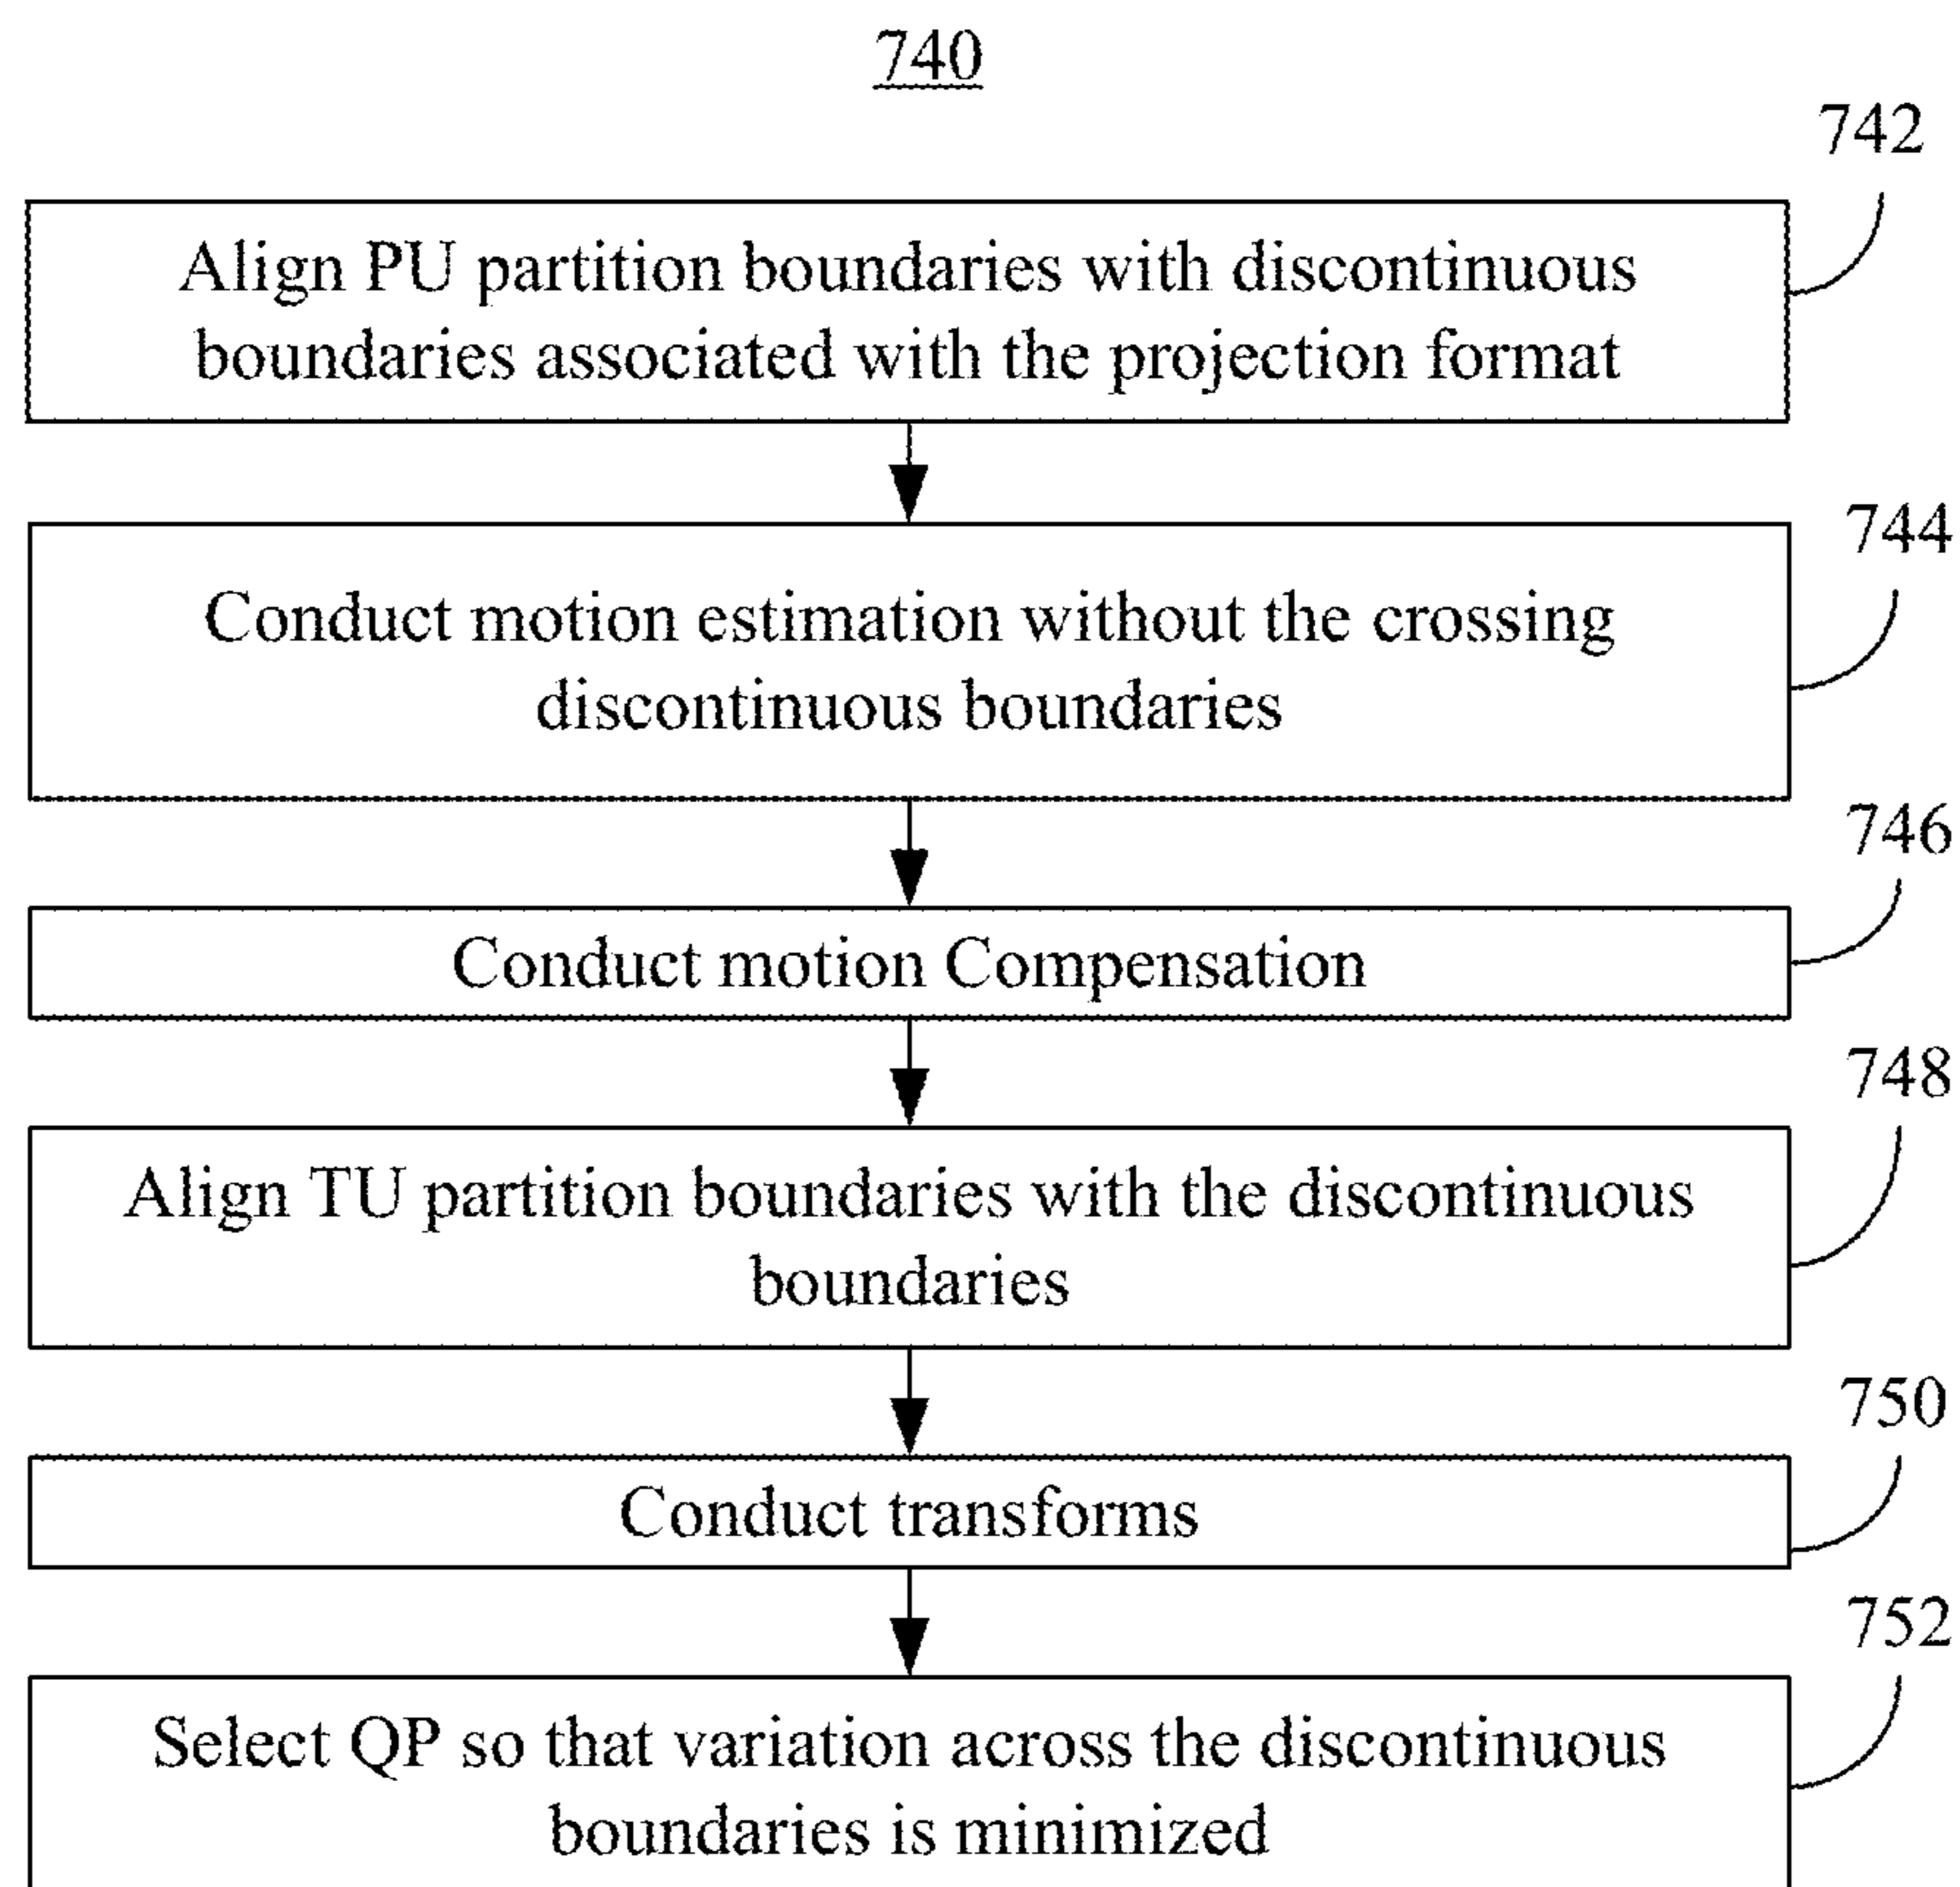 740
742
Align PU partition boundaries with discontinuous
boundaries associated with the projection format
744
Conduct motion estimation without the crossing
discontinuous boundaries
746
Conduct motion Compensation
748
Align TU partition boundaries with the discontinuous
boundaries
750
Conduct transforms
752
Select QP so that variation across the discontinuous
boundaries is minimized